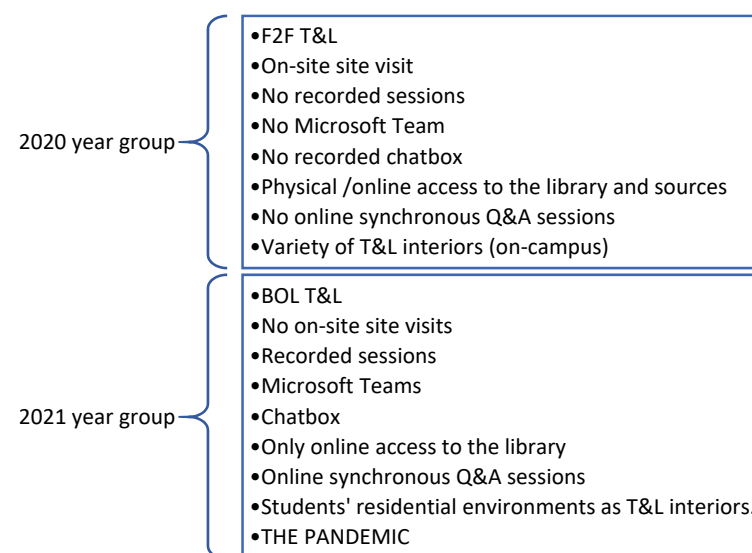 2020 year group
•F2F T&L
•On-site site visit
•No recorded sessions
•No Microsoft Team
•No recorded chatbox
•Physical /online access to the library and sources
•No online synchronous Q&A sessions
•Variety of T&L interiors (on-campus)
2021 year group
•BOL T&L
•No on-site site visits
•Recorded sessions
•Microsoft Teams
•Chatbox
•Only online access to the library
•Online synchronous Q&A sessions
•Students' residential environments as T&L interiors.
•THE PANDEMIC